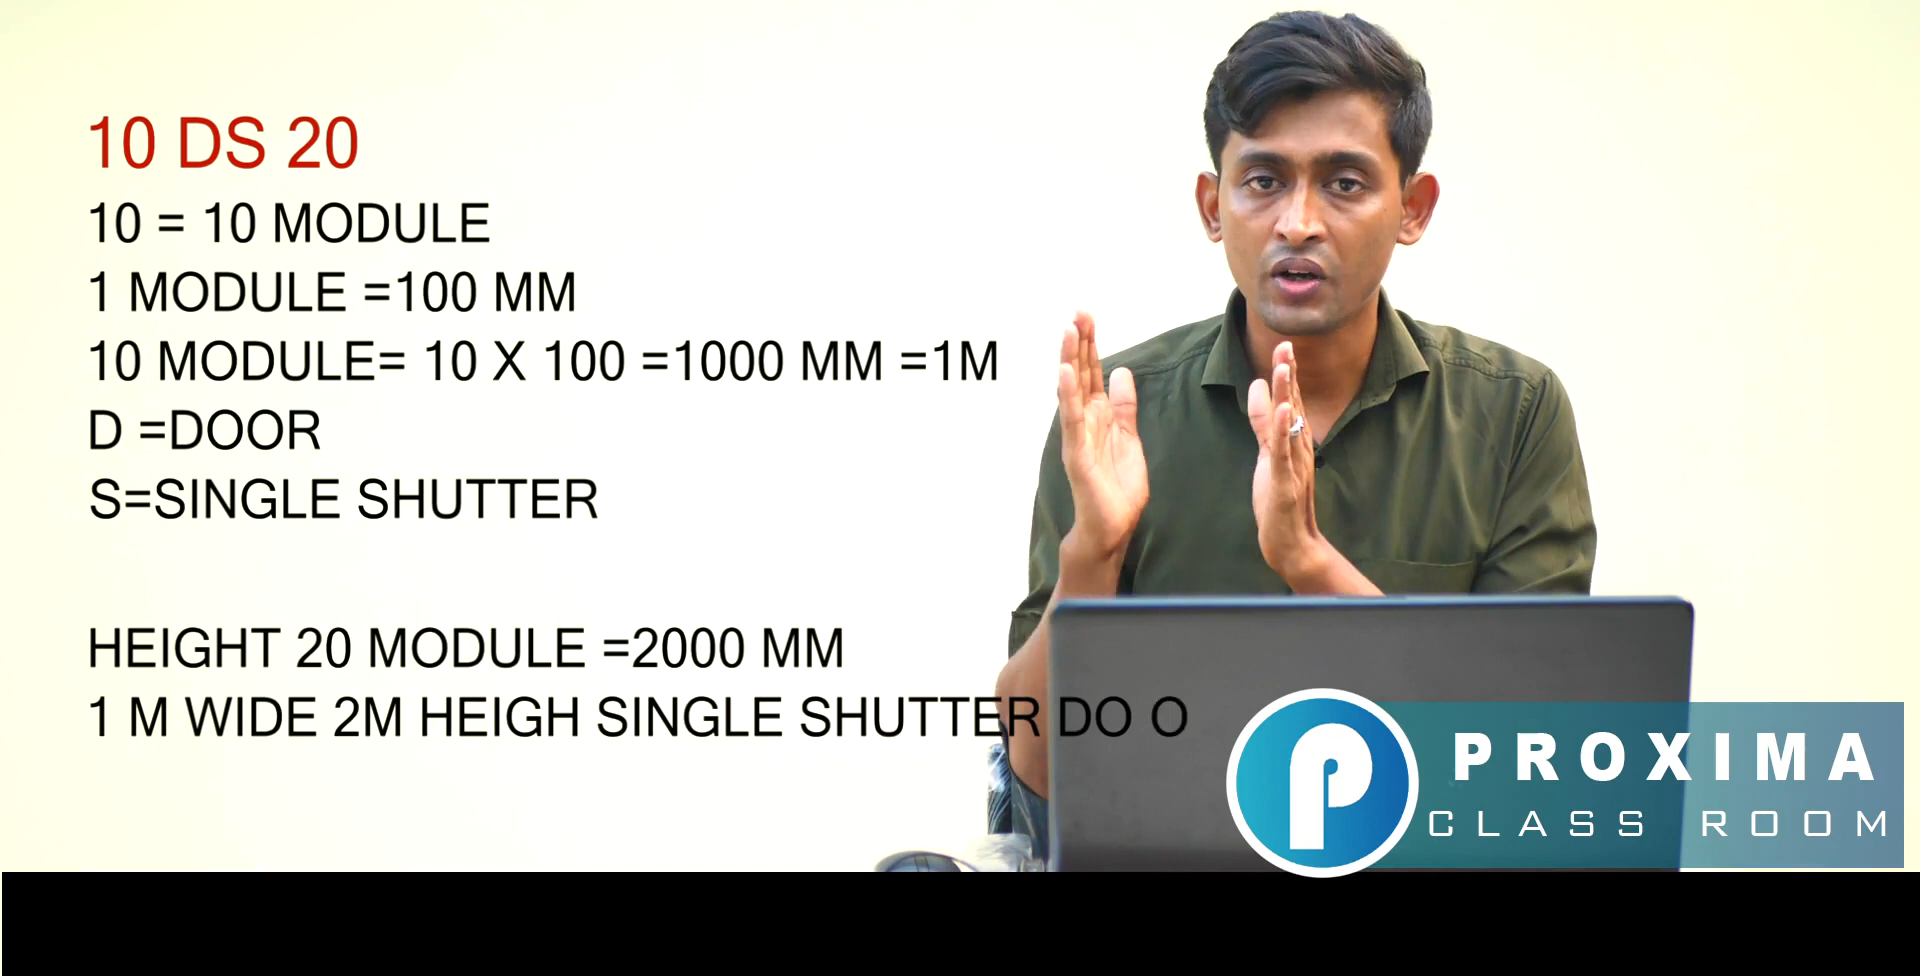 10 DS 20
10 = 10 MODULE
1 MODULE =100 MM
10 MODULE= 10 X 100 =1000 MM =1M
D =DOOR
S=SINGLE SHUTTER
HEIGHT 20 MODULE =2000 MM
1 M WIDE 2M HEIGH SINGLE SHUTTER DO O
PROXIMA
CLASS ROOM